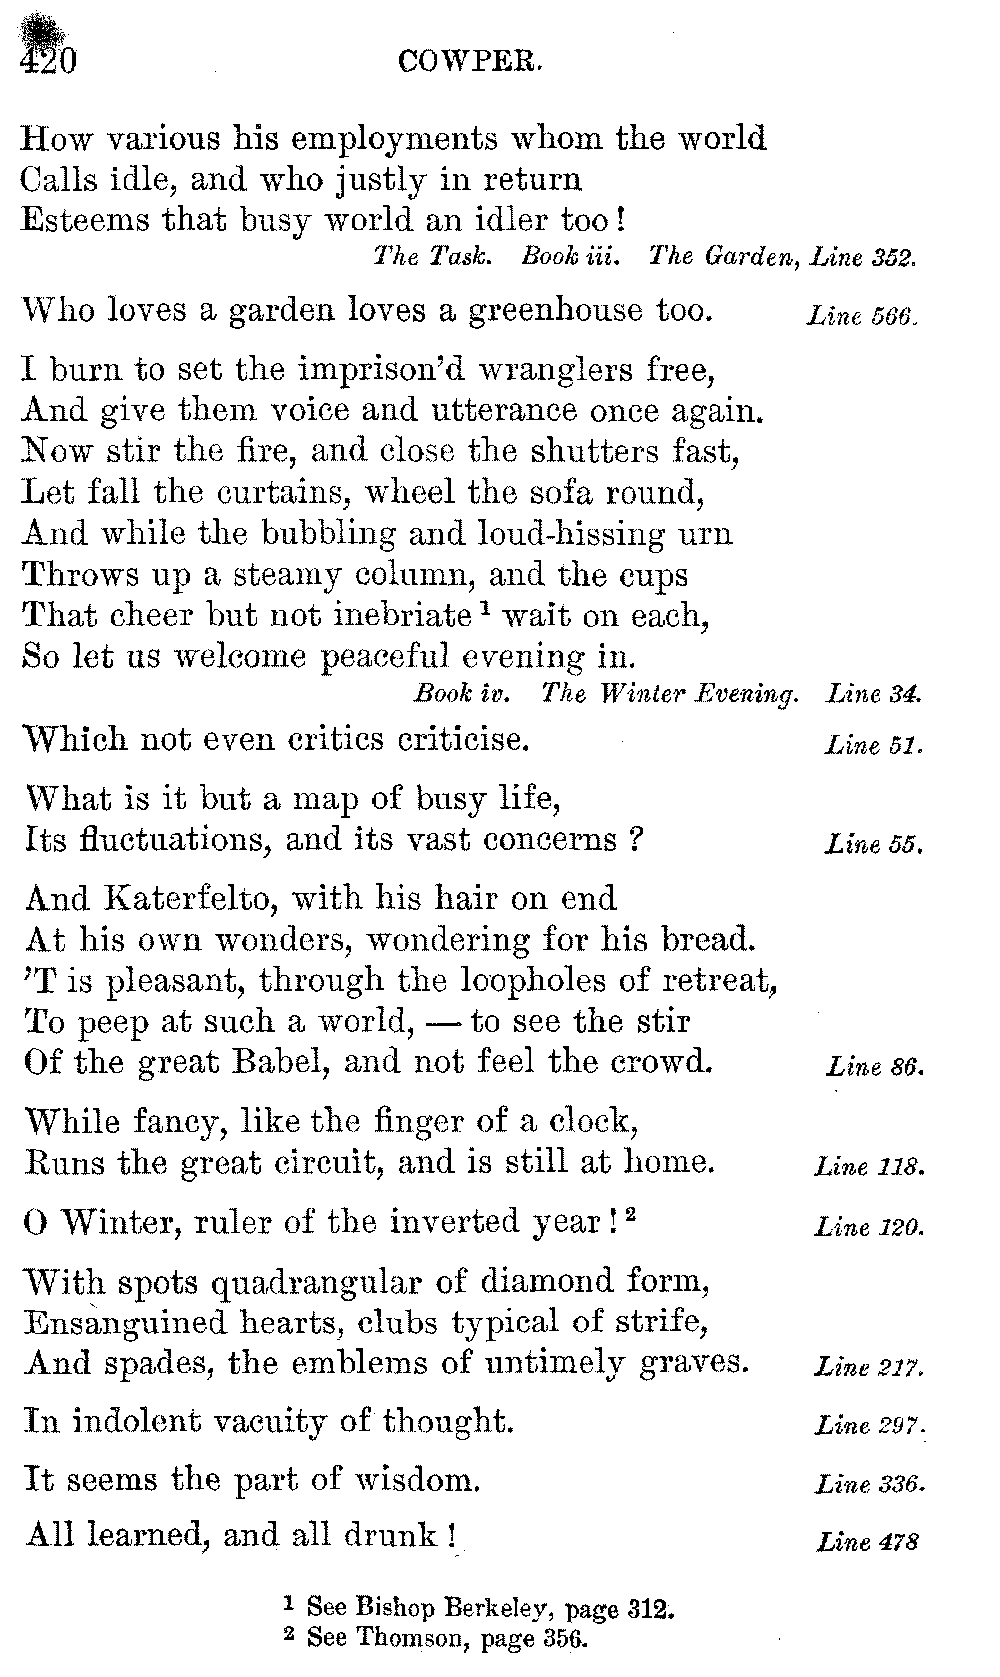 420 COWPER.
How various his employments whom the world
Calls idle, and who justly in return
Esteems that busy world an idler too!
The Task. Book iii. The Garden, Line 352.
Who loves a garden loves a greenhouse too. Line 566.
I burn to set the imprison'd wranglers free,
And give them voice and utterance once again.
Now stir the fire, and close the shutters fast,
Let fall the curtains, wheel the sofa round,
And while the bubbling and loud-hissing urn
Throws up a steamy column, and the cups
That cheer but not inebriate ¹ wait on each,
So let us welcome peaceful evening in.
Book iv. The Winter Evening. Line 34.
Which not even critics criticise. Line 51.
What is it but a map of busy life,
Its fluctuations, and its vast concerns? Line 55.
And Katerfelto, with his hair on end
At his own wonders, wondering for his bread.
'T is pleasant, through the loopholes of retreat,
To peep at such a world, — to see the stir
Of the great Babel, and not feel the crowd. Line 86.
While fancy, like the finger of a clock,
Runs the great circuit, and is still at home. Line 118.
O Winter, ruler of the inverted year! ² Line 120.
With spots quadrangular of diamond form,
Ensanguined hearts, clubs typical of strife,
And spades, the emblems of untimely graves. Line 217.
In indolent vacuity of thought. Line 297.
It seems the part of wisdom. Line 336.
All learned, and all drunk! Line 478
¹ See Bishop Berkeley, page 312.
² See Thomson, page 356.